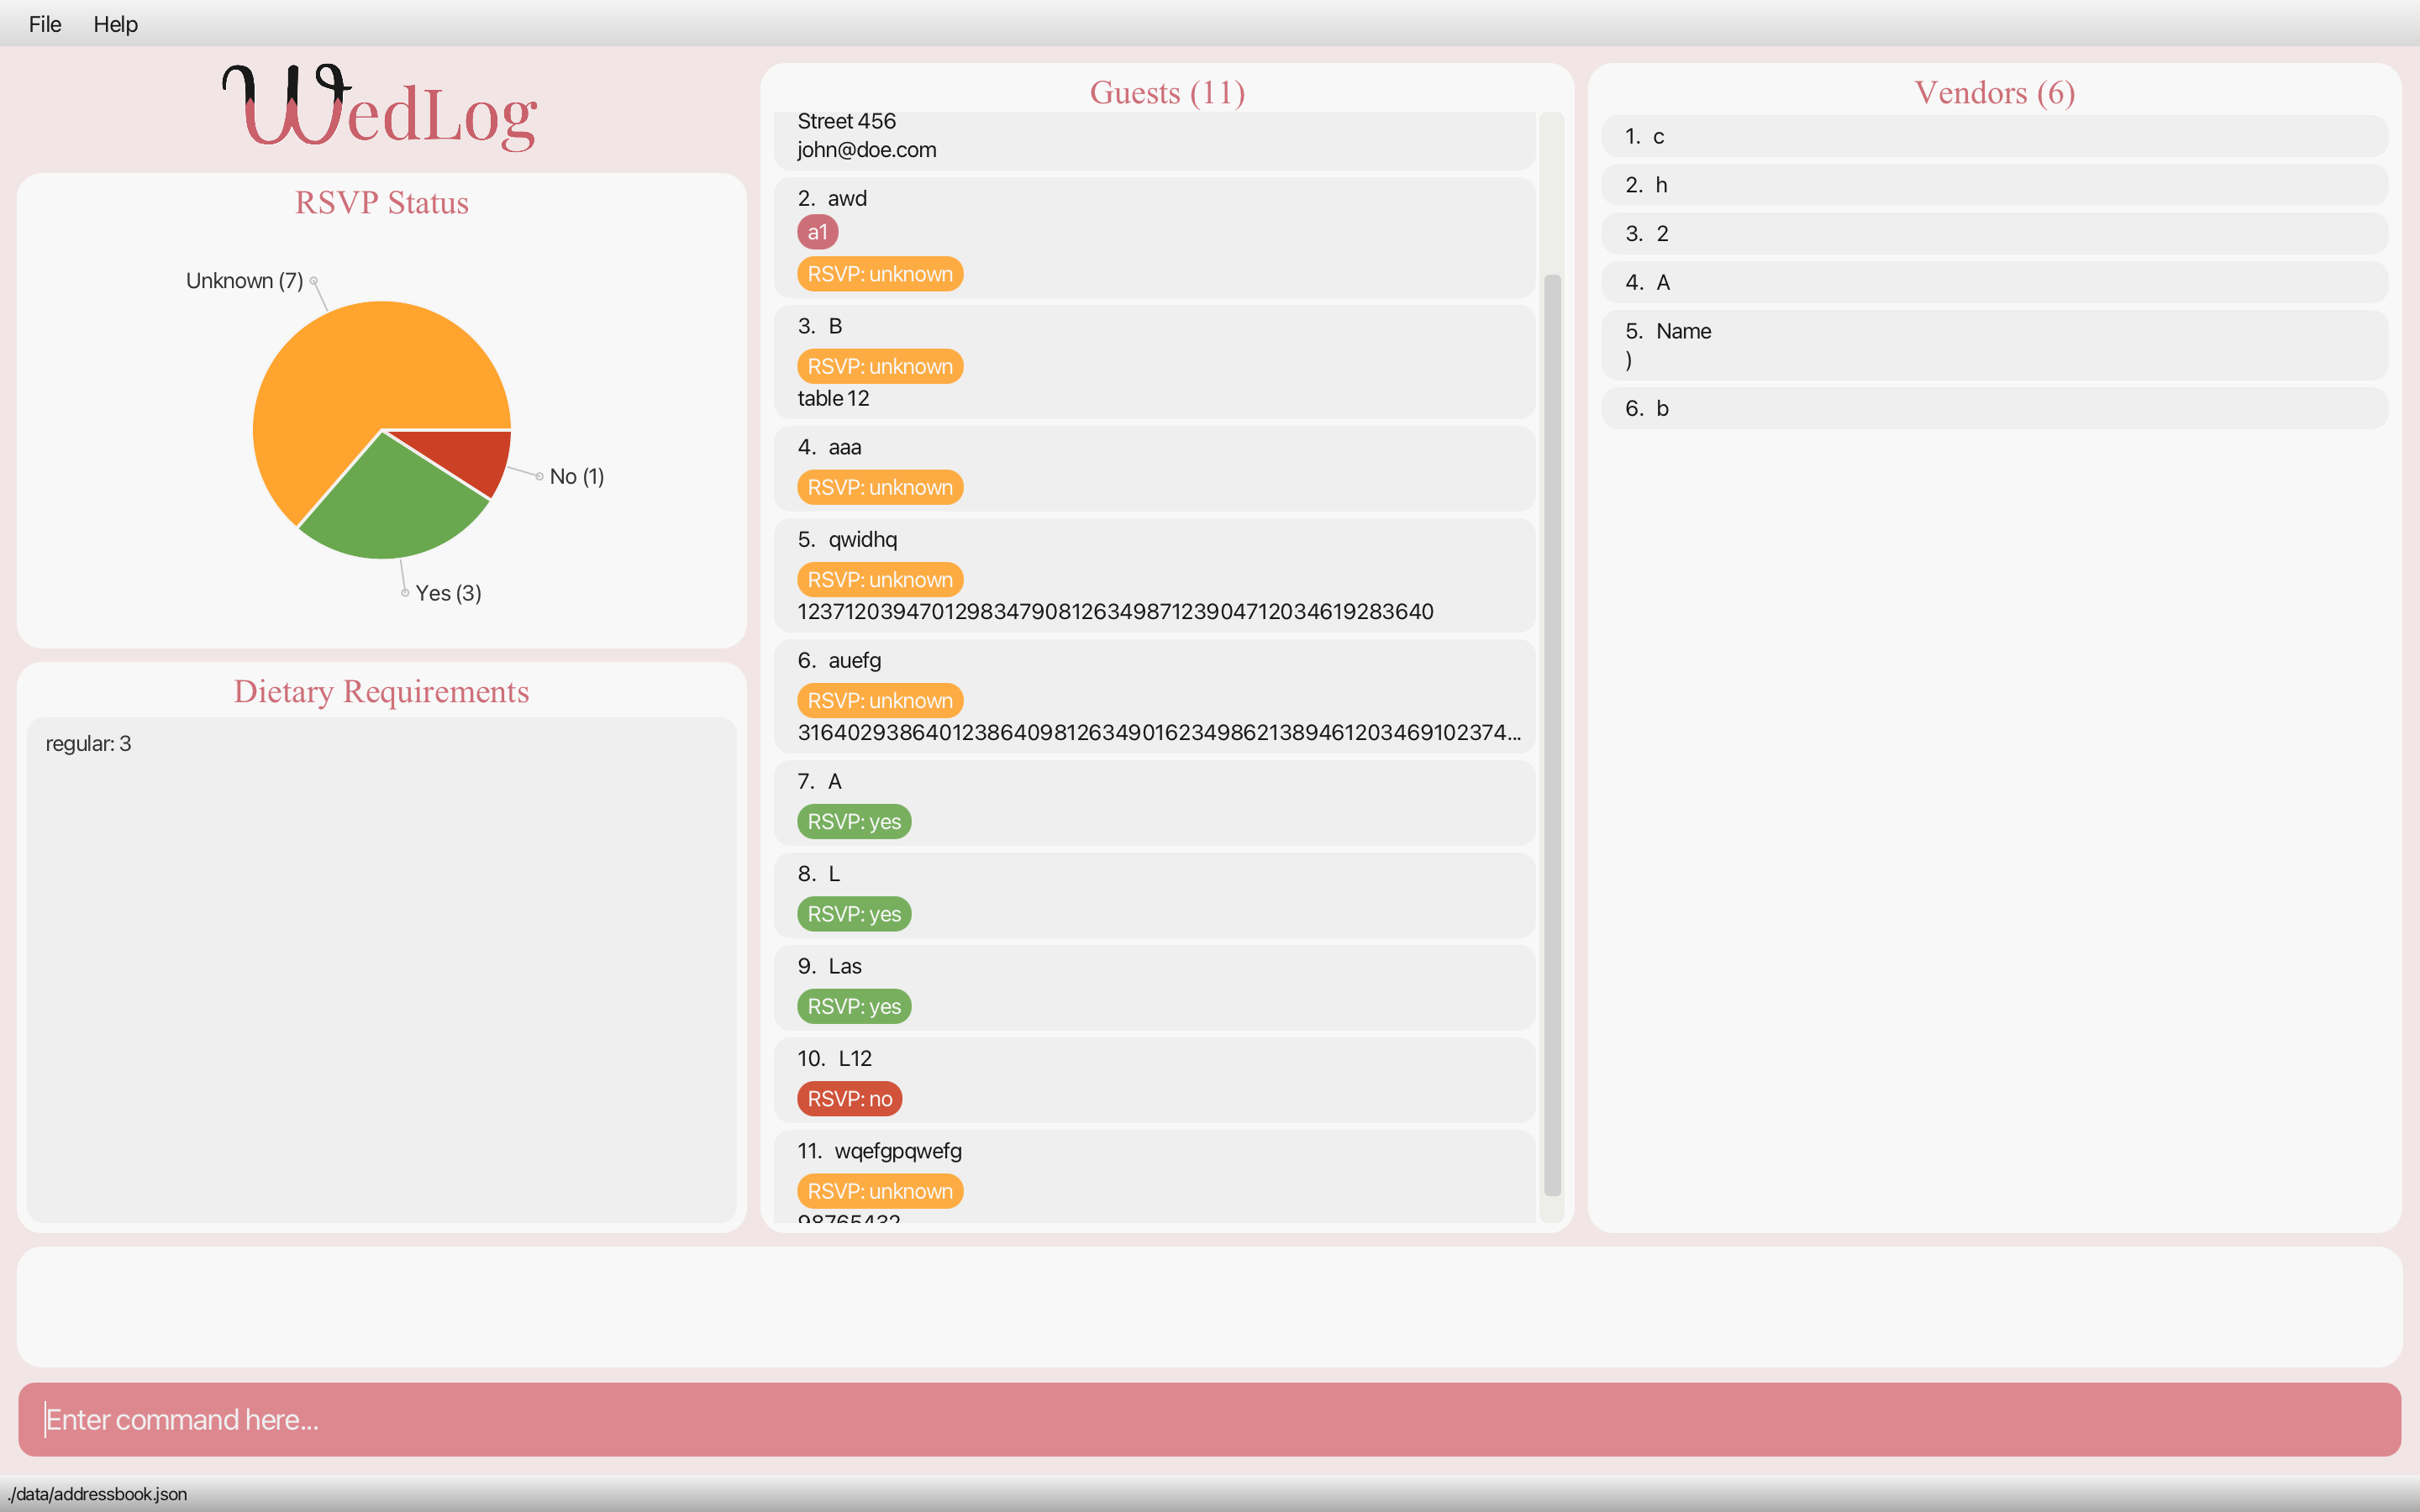 File Help
WedLog
RSVP Status
Unknown (7)
No (1)
Yes (3)
Dietary Requirements
regular: 3
Guests (11)
Street 456
john@doe.com
2. awd
a1
RSVP: unknown
3. B
RSVP: unknown
table 12
4. aaa
RSVP: unknown
5. qwidhq
RSVP: unknown
1237120394701298347908126349871239047120346192836​40
6. auefg
RSVP: unknown
31640293864012386409812634901623498621389461203469102374...
7. A
RSVP: yes
8. L
RSVP: yes
9. Las
RSVP: yes
10. L12
RSVP: no
11. wqefgpqwefg
RSVP: unknown
98765432
Vendors (6)
1. c
2. h
3. 2
4. A
5. Name
)
6. b
Enter command here...
./data/addressbook.json